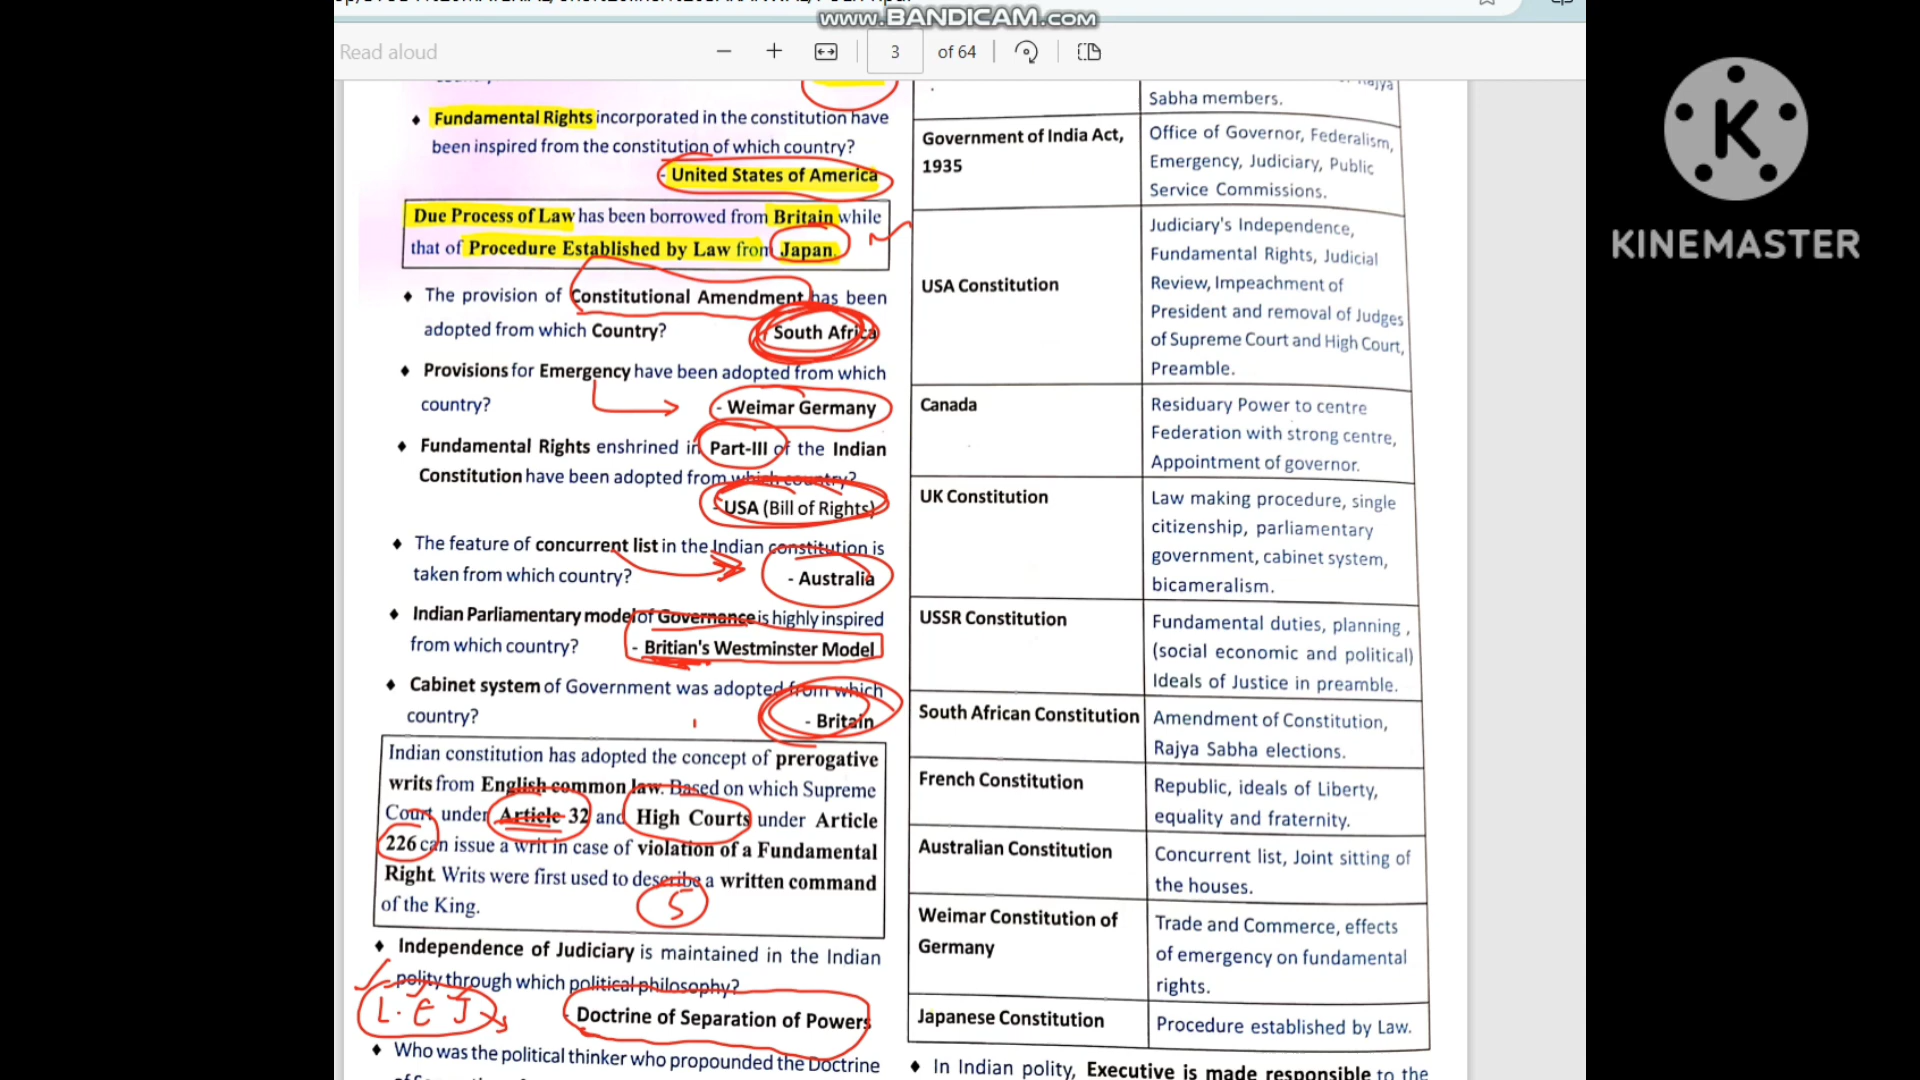 www.BANDICAM.com
Read aloud
3
of 64
Fundamental Rights incorporated in the constitution have
been inspired from the constitution of which country?
- United States of America
Due Process of Law has been borrowed from Britain while
that of Procedure Established by Law from Japan.
The provision of Constitutional Amendment has been
adopted from which Country?
- South Africa
Provisions for Emergency have been adopted from which
country?
- Weimar Germany
Fundamental Rights enshrined in Part-III of the Indian
Constitution have been adopted from which country?
- USA (Bill of Rights)
The feature of concurrent list in the Indian constitution is
taken from which country?
- Australia
Indian Parliamentary model of Governance is highly inspired
from which country?
- Britian's Westminster Model
Cabinet system of Government was adopted from which
country?
- Britain
Indian constitution has adopted the concept of prerogative
writs from English common law. Based on which Supreme
Court under Article 32 and High Courts under Article
226 can issue a writ in case of violation of a Fundamental
Right. Writs were first used to describe a written command
of the King.
5
Independence of Judiciary is maintained in the Indian
polity through which political philosophy?
L. E J
- Doctrine of Separation of Powers
Who was the political thinker who propounded the Doctrine
Sabha members.
Government of India Act,
1935
Office of Governor, Federalism,
Emergency, Judiciary, Public
Service Commissions.
USA Constitution
Judiciary's Independence,
Fundamental Rights, Judicial
Review, Impeachment of
President and removal of Judges
of Supreme Court and High Court,
Preamble.
Canada
Residuary Power to centre
Federation with strong centre,
Appointment of governor.
UK Constitution
Law making procedure, single
citizenship, parliamentary
government, cabinet system,
bicameralism.
USSR Constitution
Fundamental duties, planning ,
(social economic and political)
Ideals of Justice in preamble.
South African Constitution
Amendment of Constitution,
Rajya Sabha elections.
French Constitution
Republic, ideals of Liberty,
equality and fraternity.
Australian Constitution
Concurrent list, Joint sitting of
the houses.
Weimar Constitution of
Germany
Trade and Commerce, effects
of emergency on fundamental
rights.
Japanese Constitution
Procedure established by Law.
In Indian polity, Executive is made responsible to the
K
KINEMASTER